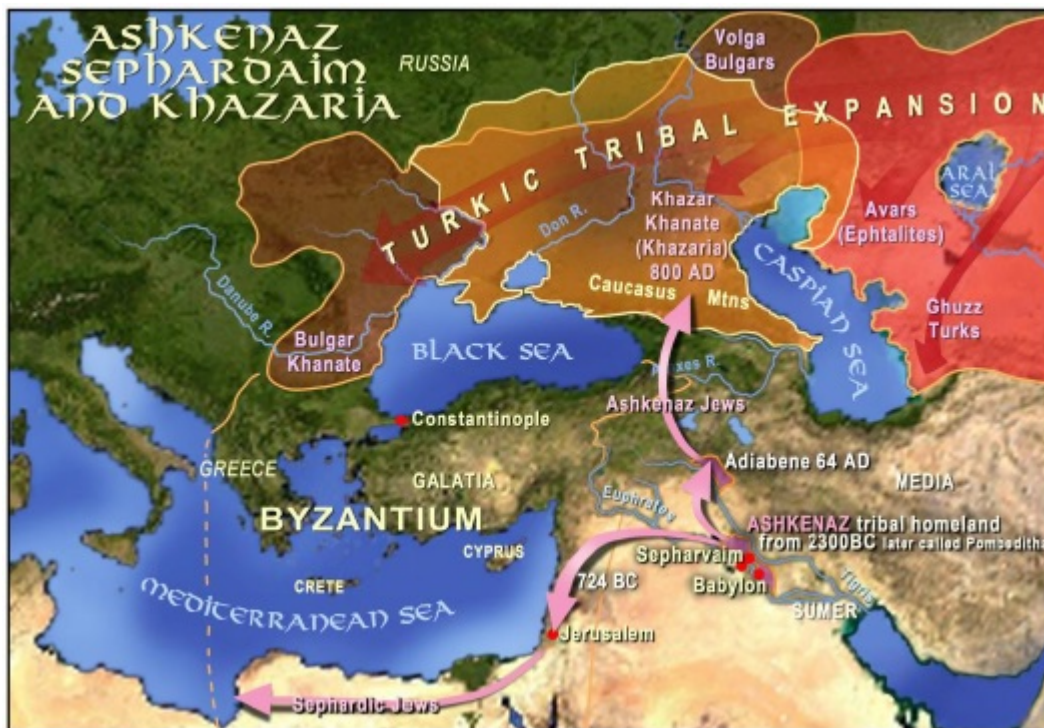 ASHKENAZ
SEPHARDAIM
AND KHAZARIA
RUSSIA
Volga
Bulgars
TURKIC TRIBAL EXPANSION
ARAL
SEA
Khazar
Khanate
(Khazaria)
800 AD
Avars
(Ephtalites)
Don R.
CASPIAN SEA
Caucasus Mtns
Ghuzz
Turks
Danube R.
Bulgar
Khanate
BLACK SEA
R.
Ashkenaz Jews
Constantinople
GREECE
GALATIA
Adiabene 64 AD
MEDIA
BYZANTIUM
Euphrates
ASHKENAZ tribal homeland
from 2300BC later called Pombeditha
CYPRUS
Sepharvaim
724 BC
CRETE
Babylon
Tigris
SUMER
MEDITERRANEAN SEA
Jerusalem
Sephardic Jews